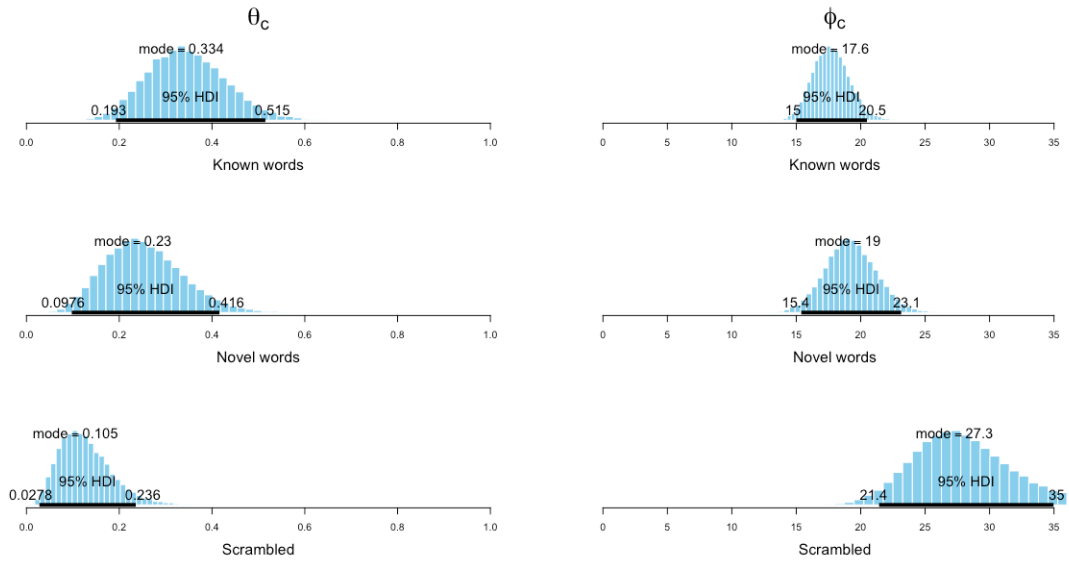 θc
mode = 0.334
95% HDI
0.193 0.515
0.0 0.2 0.4 0.6 0.8 1.0
Known words
ϕc
mode = 17.6
95% HDI
15 20.5
0 5 10 15 20 25 30 35
Known words
mode = 0.23
95% HDI
0.0976 0.416
0.0 0.2 0.4 0.6 0.8 1.0
Novel words
mode = 19
95% HDI
15.4 23.1
0 5 10 15 20 25 30 35
Novel words
mode = 0.105
95% HDI
0.0278 0.236
0.0 0.2 0.4 0.6 0.8 1.0
Scrambled
mode = 27.3
95% HDI
21.4 35
0 5 10 15 20 25 30 35
Scrambled